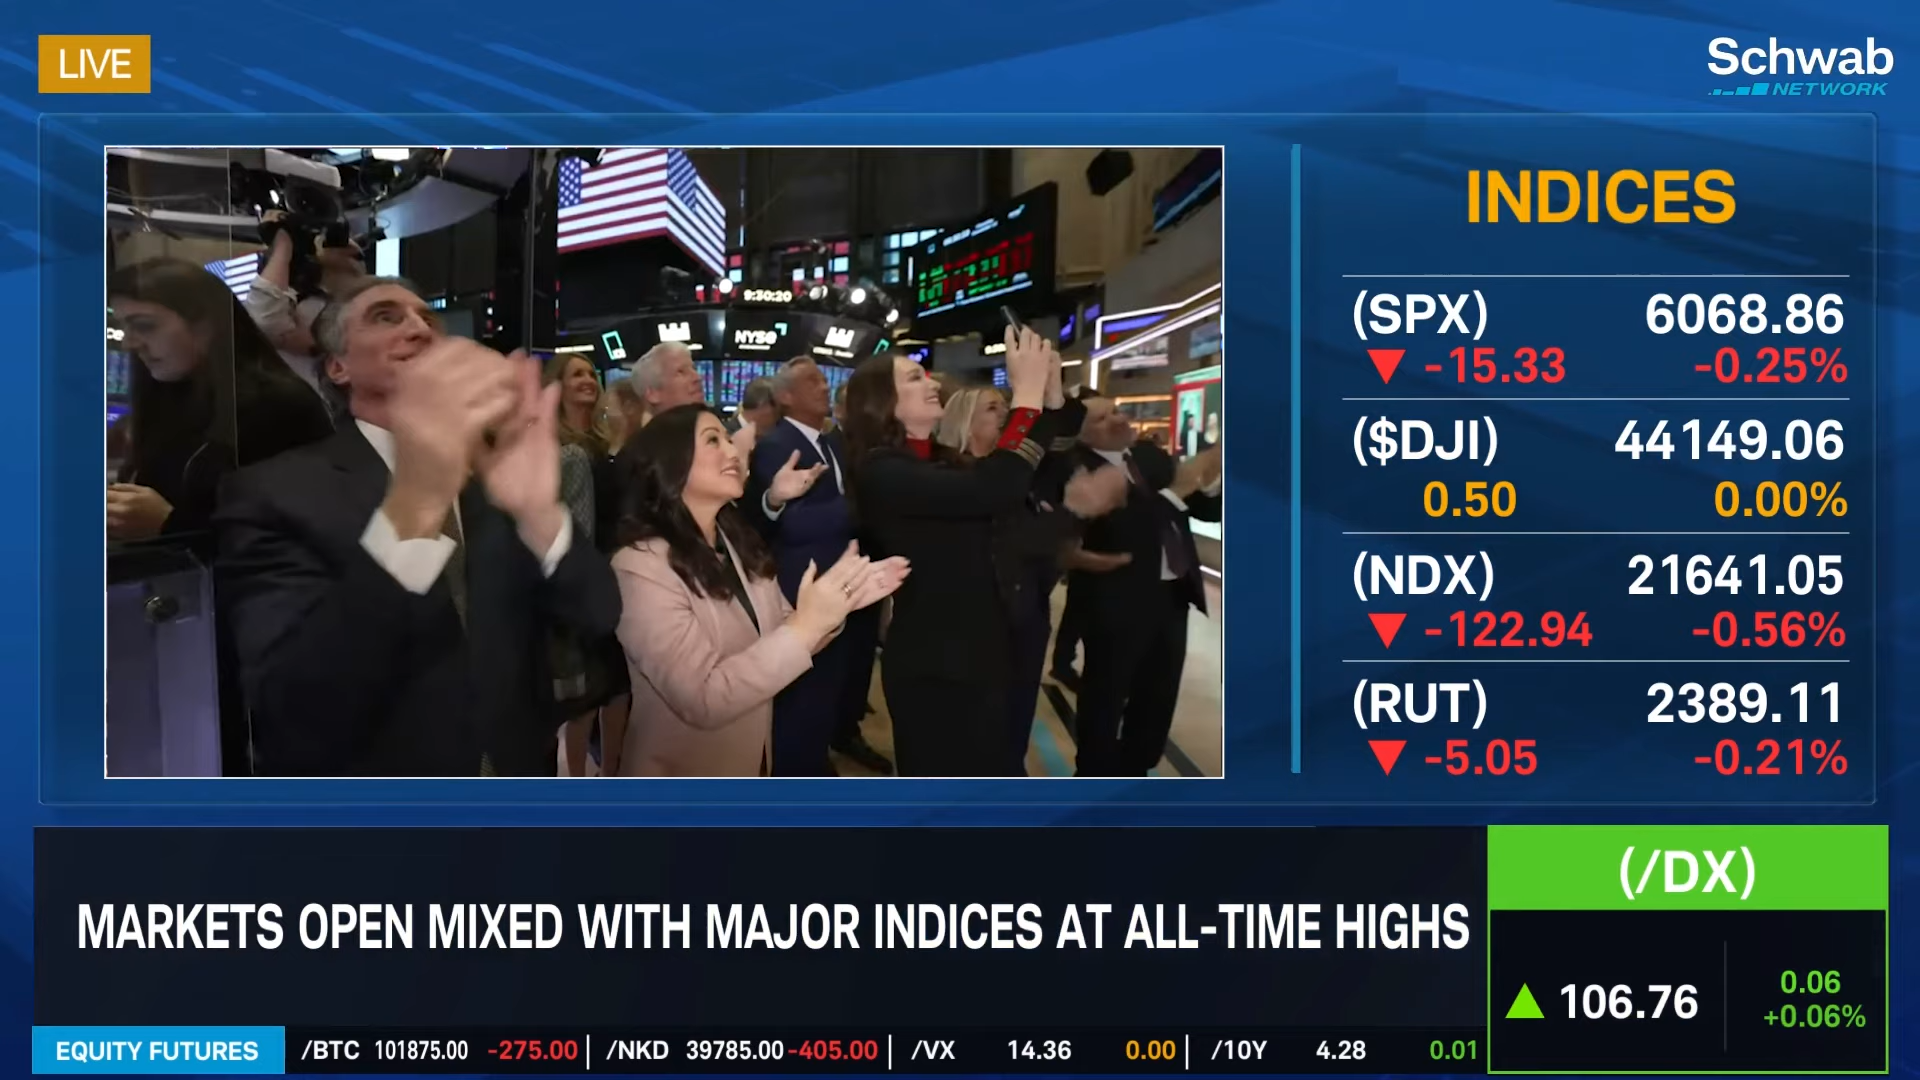 LIVE
Schwab
NETWORK
9:30:20
NYSE
INDICES
(SPX) 6068.86
▼ -15.33 -0.25%
($DJI) 44149.06
0.50 0.00%
(NDX) 21641.05
▼ -122.94 -0.56%
(RUT) 2389.11
▼ -5.05 -0.21%
MARKETS OPEN MIXED WITH MAJOR INDICES AT ALL-TIME HIGHS
(/DX)
▲ 106.76
0.06
+0.06%
EQUITY FUTURES
/BTC 101875.00 -275.00 | /NKD 39785.00 -405.00 | /VX 14.36 0.00 | /10Y 4.28 0.01